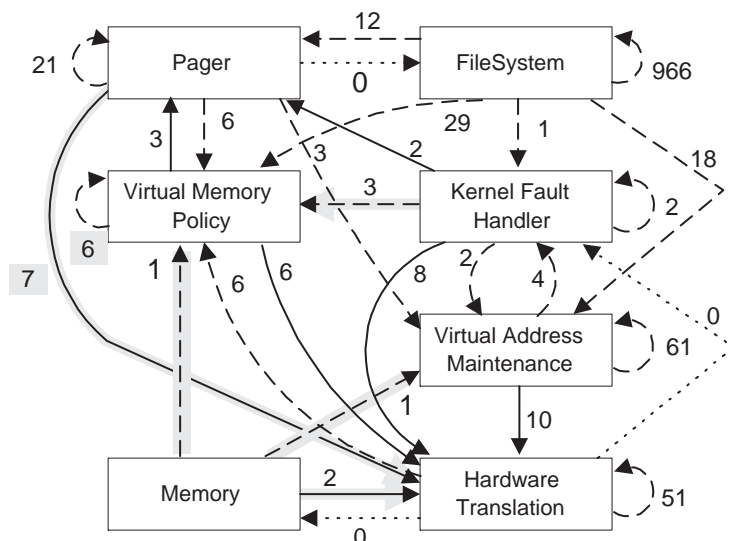 12
21
Pager
FileSystem
966
0
3
6
29
1
3
2
18
Virtual Memory
Policy
3
Kernel Fault
Handler
2
6
1
6
6
8
2
4
7
0
Virtual Address
Maintenance
61
1
10
Memory
2
Hardware
Translation
51
0